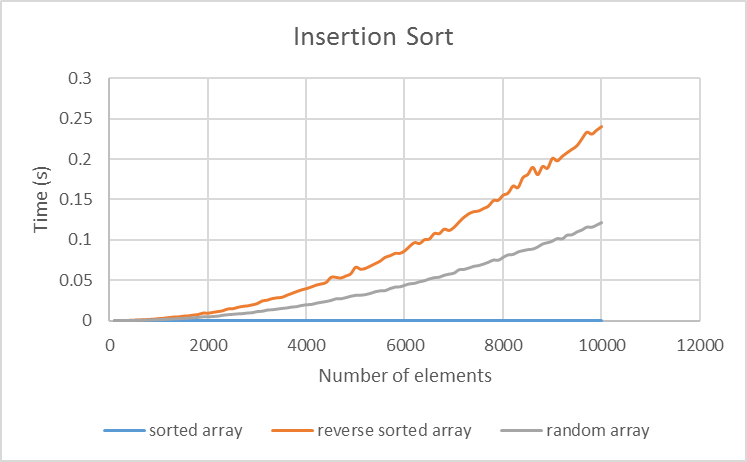 Insertion Sort
0.3
0.25
0.2
0.15
0.1
0.05
0
Time (s)
0 2000 4000 6000 8000 10000 12000
Number of elements
sorted array reverse sorted array random array